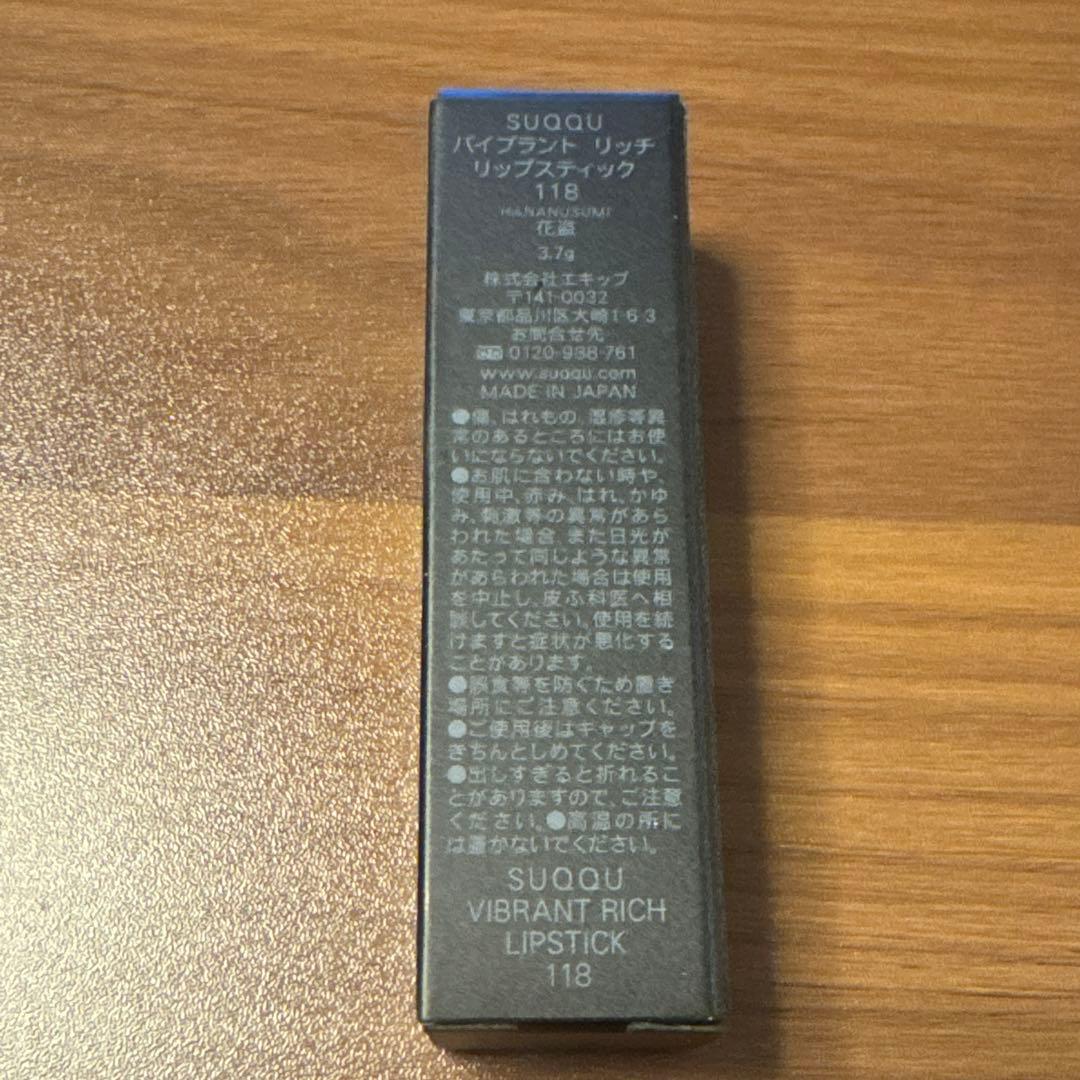 SUQQU
バイブラント リッチ
リップスティック
118
HANANUSUMI
花盗
3.7g
株式会社エキップ
〒141-0032
東京都品川区大崎1-6-3
お問合せ先
0120-988-761
www.suqqu.com
MADE IN JAPAN
●傷、はれもの、湿疹等異
常のあるところにはお使
いにならないでください。
●お肌に合わない時や、
使用中、赤み、はれ、かゆ
み、刺激等の異常があら
われた場合、また日光が
あたって同じような異常
があらわれた場合は使用
を中止し、皮ふ科医へ相
談してください。使用を続
けますと症状が悪化する
ことがあります。
●誤食等を防ぐため置き
場所にご注意ください。
●ご使用後はキャップを
きちんとしめてください。
●出しすぎると折れるこ
とがありますので、ご注意
ください。●高温の所に
は置かないでください。
SUQQU
VIBRANT RICH
LIPSTICK
118